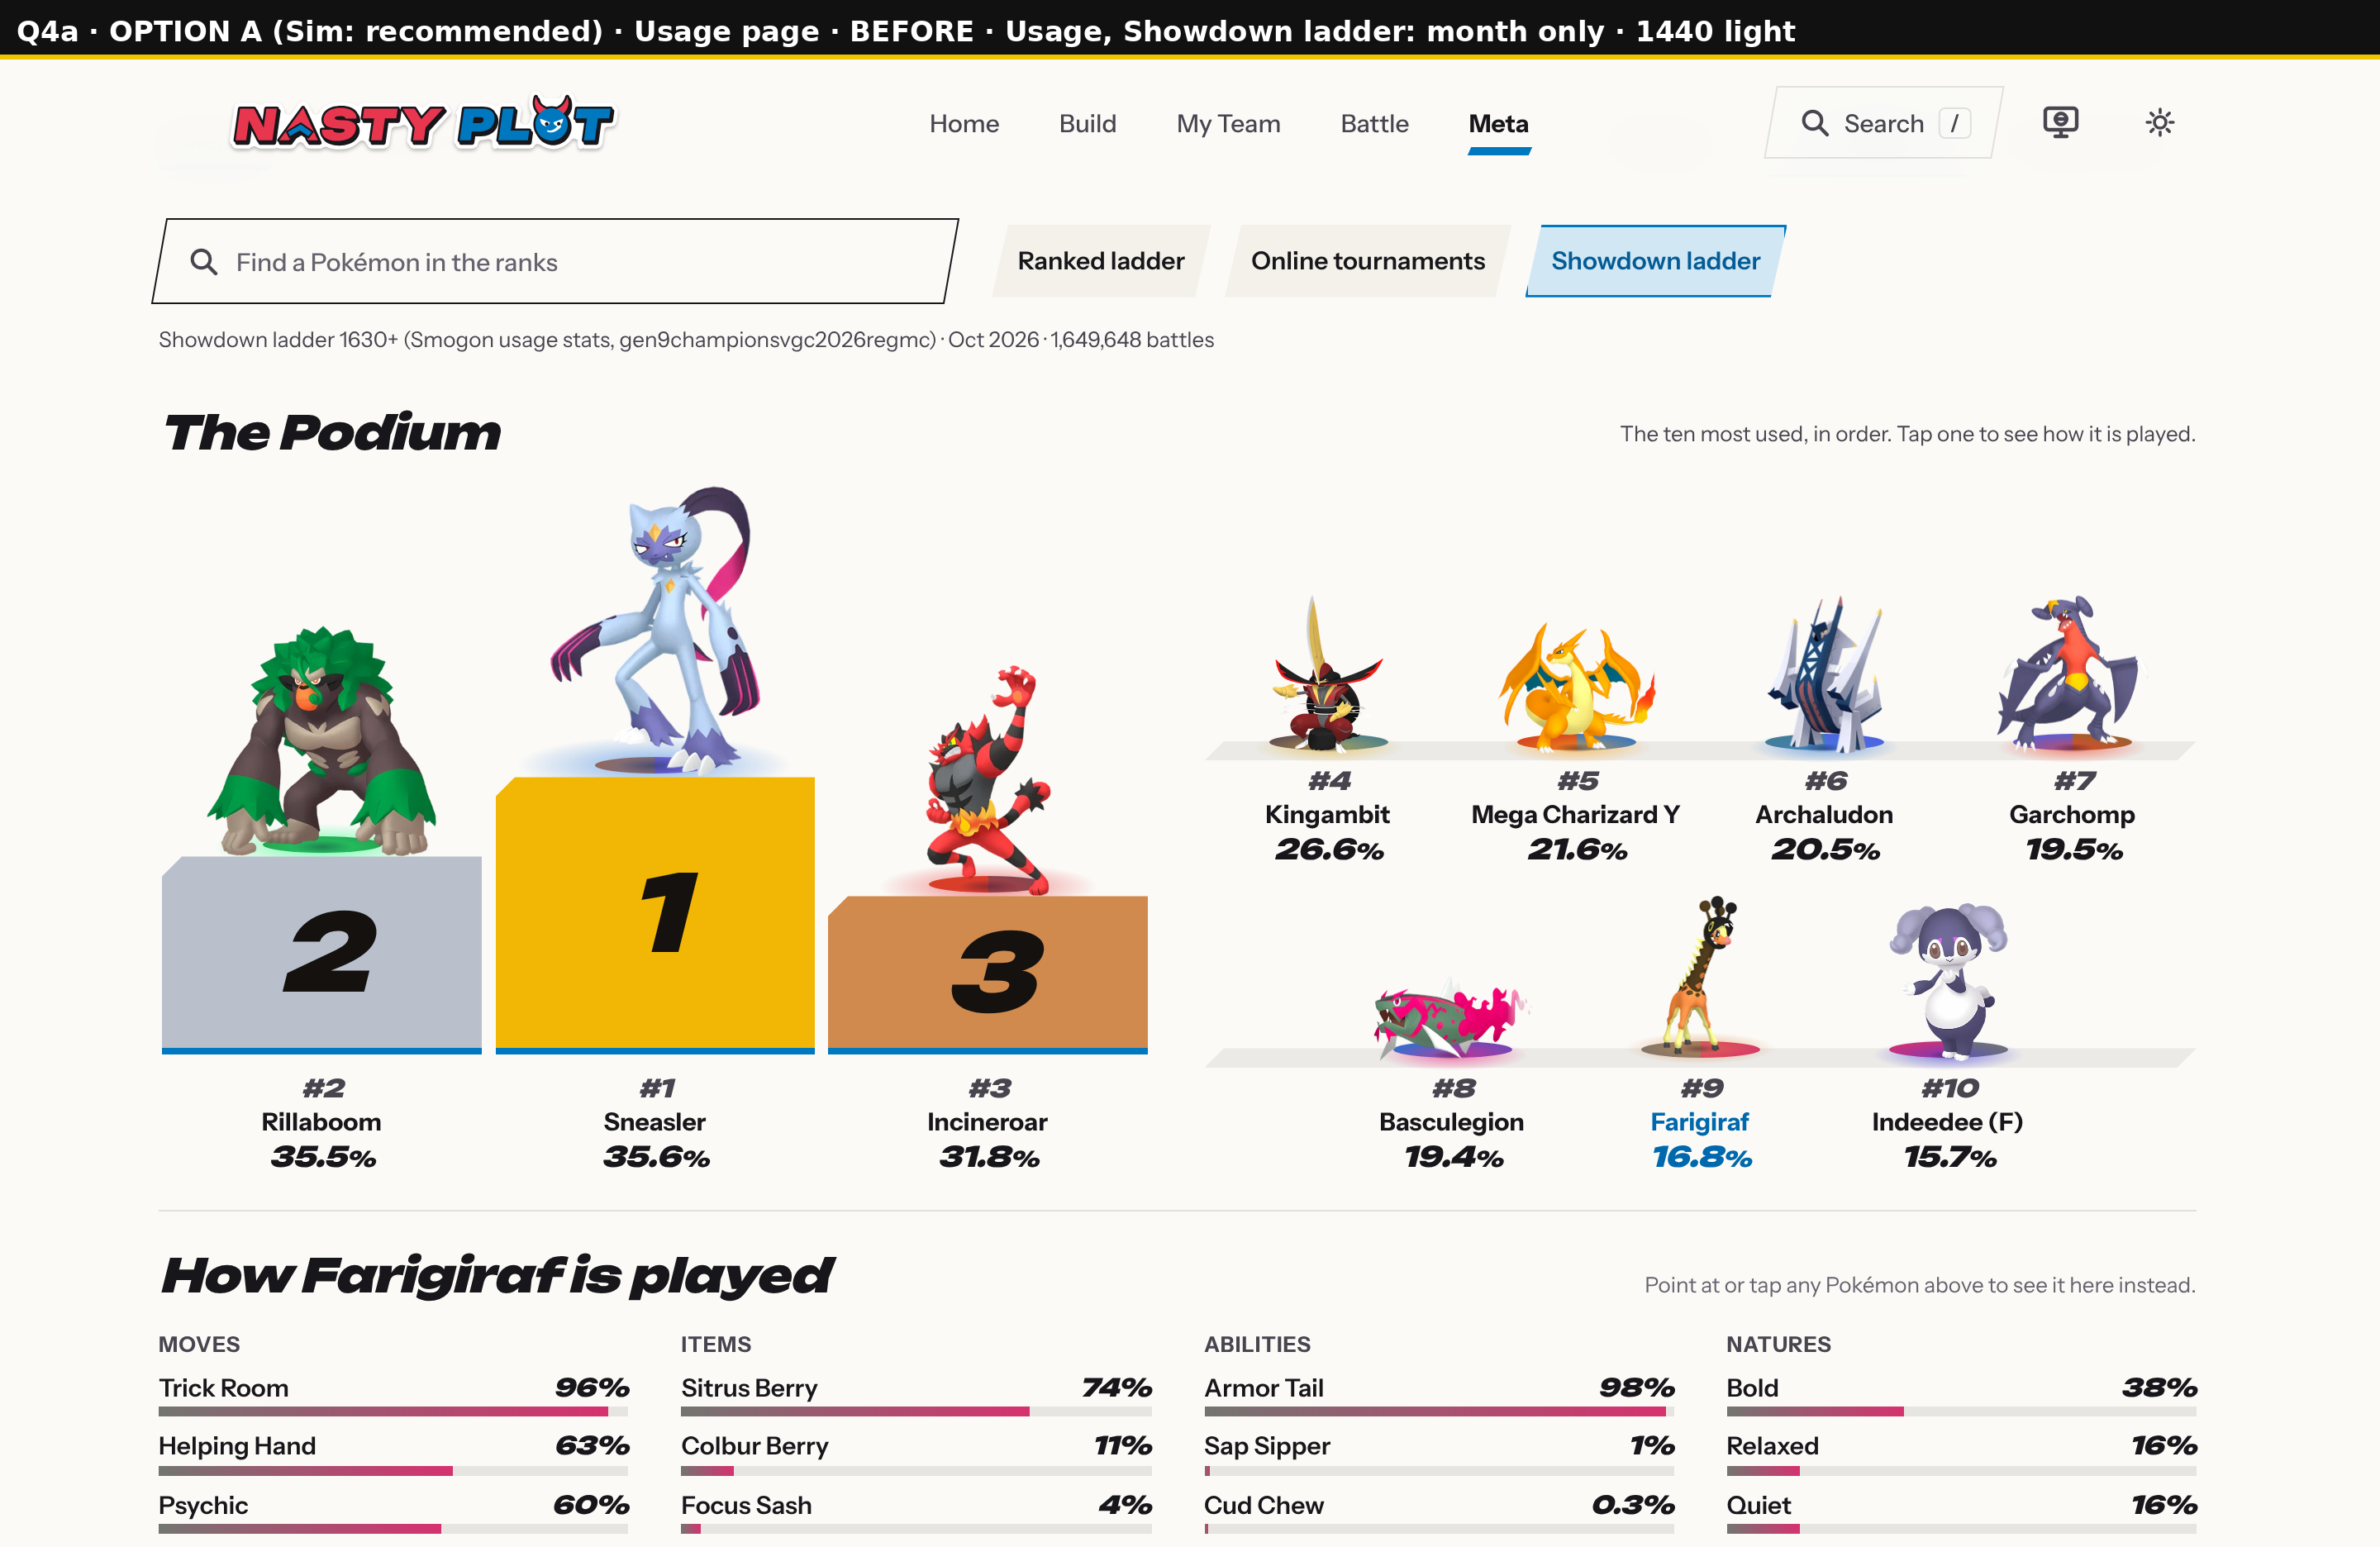 Q4a · OPTION A (Sim: recommended) · Usage page · BEFORE · Usage, Showdown ladder: month only · 1440 light
NASTY PLOT
Home Build My Team Battle Meta
Search /
Find a Pokémon in the ranks
Ranked ladder Online tournaments Showdown ladder
Showdown ladder 1630+ (Smogon usage stats, gen9championsvgc2026regmc) · Oct 2026 · 1,649,648 battles
The Podium
The ten most used, in order. Tap one to see how it is played.
2
1
3
#2
Rillaboom
35.5%
#1
Sneasler
35.6%
#3
Incineroar
31.8%
#4
Kingambit
26.6%
#5
Mega Charizard Y
21.6%
#6
Archaludon
20.5%
#7
Garchomp
19.5%
#8
Basculegion
19.4%
#9
Farigiraf
16.8%
#10
Indeedee (F)
15.7%
How Farigiraf is played
Point at or tap any Pokémon above to see it here instead.
MOVES
Trick Room 96%
Helping Hand 63%
Psychic 60%
ITEMS
Sitrus Berry 74%
Colbur Berry 11%
Focus Sash 4%
ABILITIES
Armor Tail 98%
Sap Sipper 1%
Cud Chew 0.3%
NATURES
Bold 38%
Relaxed 16%
Quiet 16%